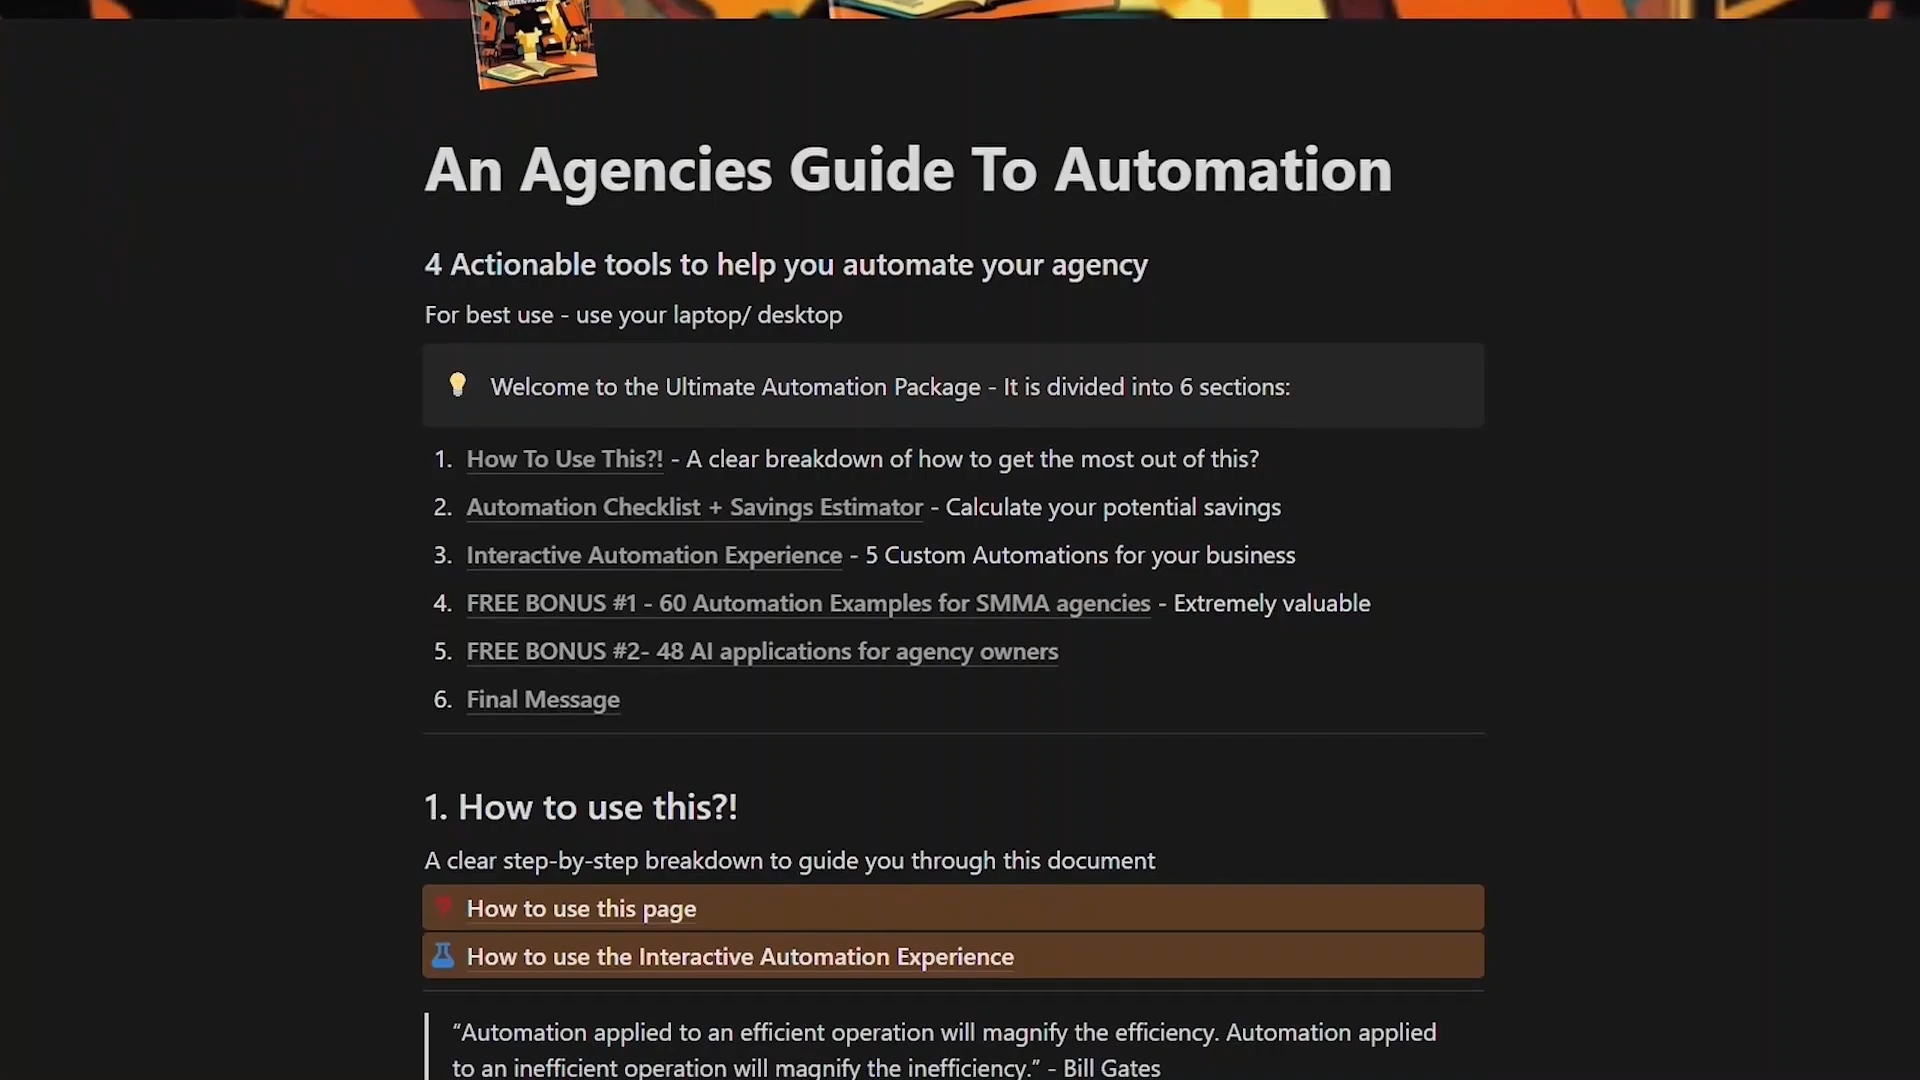 An Agencies Guide To Automation
4 Actionable tools to help you automate your agency
For best use - use your laptop/ desktop
Welcome to the Ultimate Automation Package - It is divided into 6 sections:
1. How To Use This?! - A clear breakdown of how to get the most out of this?
2. Automation Checklist + Savings Estimator - Calculate your potential savings
3. Interactive Automation Experience - 5 Custom Automations for your business
4. FREE BONUS #1 - 60 Automation Examples for SMMA agencies - Extremely valuable
5. FREE BONUS #2- 48 AI applications for agency owners
6. Final Message
1. How to use this?!
A clear step-by-step breakdown to guide you through this document
How to use this page
How to use the Interactive Automation Experience
“Automation applied to an efficient operation will magnify the efficiency. Automation applied
to an inefficient operation will magnify the inefficiency.” - Bill Gates